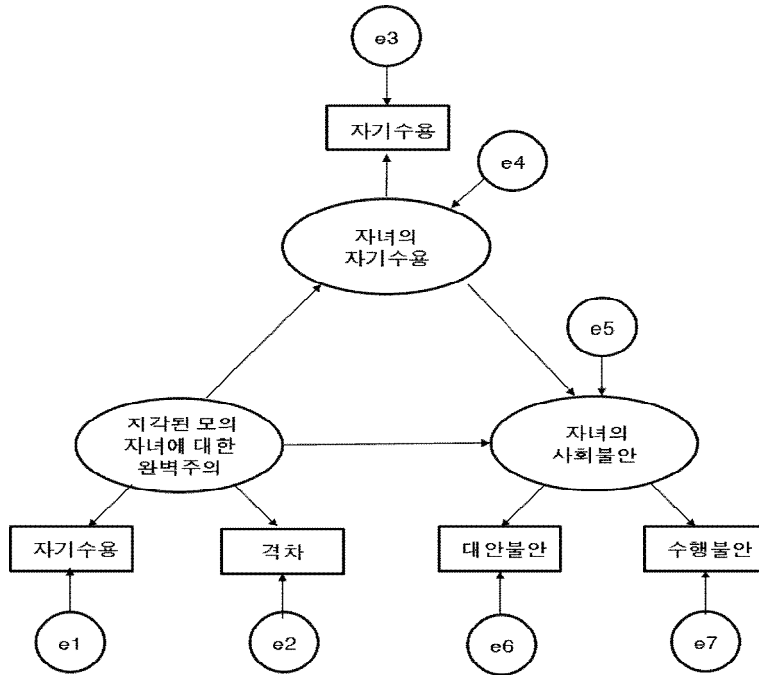 e3
자기수용
e4
자녀의
자기수용
e5
지각된 모의
자녀에 대한
완벽주의
자녀의
사회불안
자기수용
격차
대안불안
수행불안
e1
e2
e6
e7